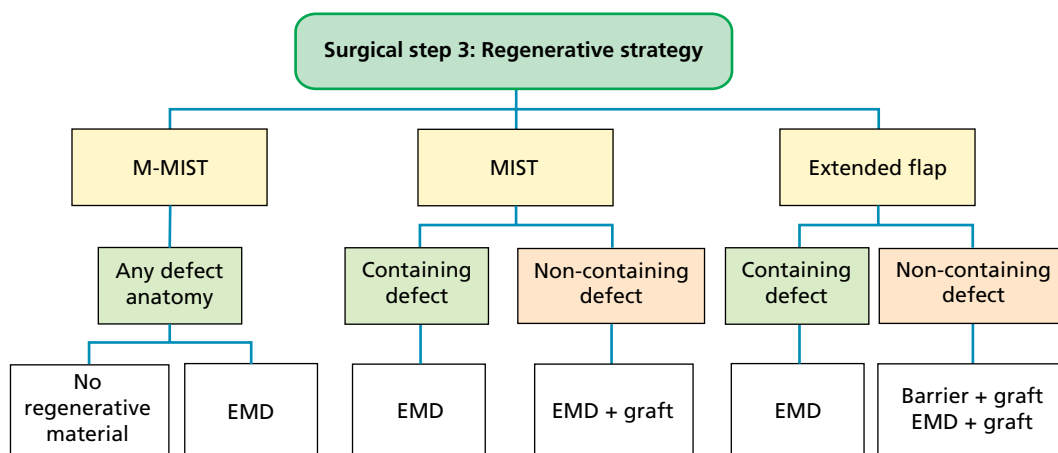 Surgical step 3: Regenerative strategy
M-MIST
MIST
Extended flap
Any defect
anatomy
Containing
defect
Non-containing
defect
Containing
defect
Non-containing
defect
No
regenerative
material
EMD
EMD
EMD + graft
EMD
Barrier + graft
EMD + graft